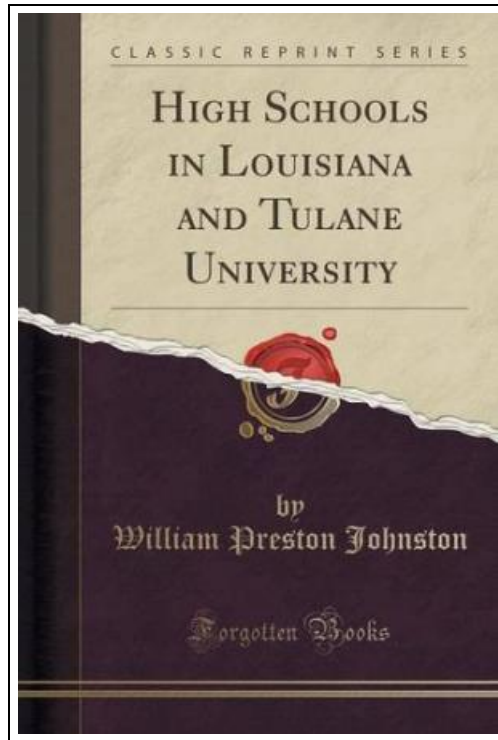 CLASSIC REPRINT SERIES
HIGH SCHOOLS
IN LOUISIANA
AND TULANE
UNIVERSITY
by
William Preston Johnston
Forgotten Books